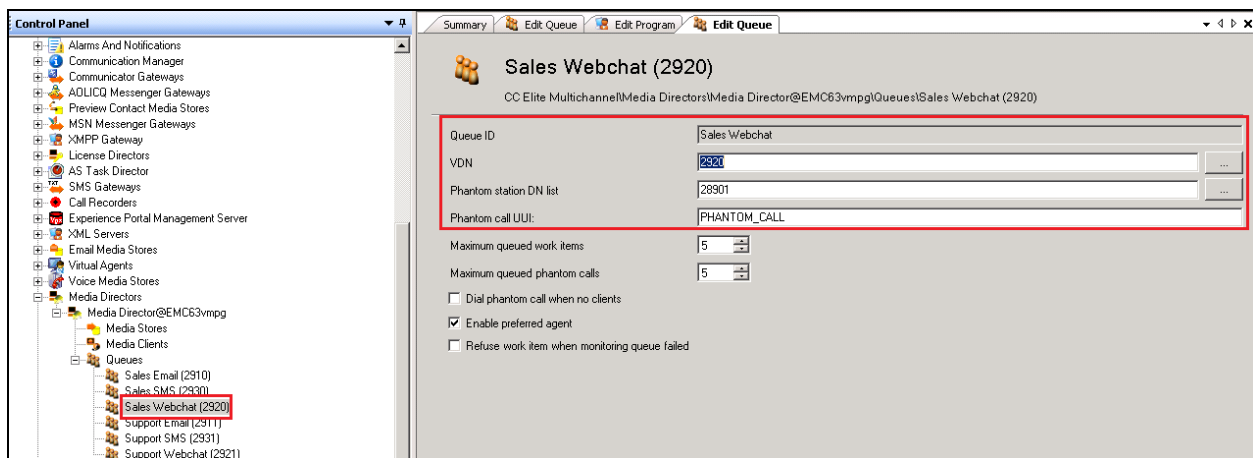 Control Panel
Alarms And Notifications
Communication Manager
Communicator Gateways
AOLICQ Messenger Gateways
Preview Contact Media Stores
MSN Messenger Gateways
XMPP Gateway
License Directors
AS Task Director
TXT
SMS Gateways
Call Recorders
Experience Portal Management Server
XML Servers
Email Media Stores
Virtual Agents
Voice Media Stores
Media Directors
Media Director@EMC63vmpg
Media Stores
Media Clients
Queues
Sales Email (2910)
Sales SMS (2930)
Sales Webchat (2920)
Support Email (2911)
Support SMS (2931)
Support Webchat (2921)
Summary
Edit Queue
Edit Program
Edit Queue
Sales Webchat (2920)
CC Elite Multichannel\Media Directors\Media Director@EMC63vmpg\Queues\Sales Webchat (2920)
Queue ID Sales Webchat
VDN 2920 ...
Phantom station DN list 28901 ...
Phantom call UUI: PHANTOM_CALL
Maximum queued work items 5
Maximum queued phantom calls 5
Dial phantom call when no clients
Enable preferred agent
Refuse work item when monitoring queue failed